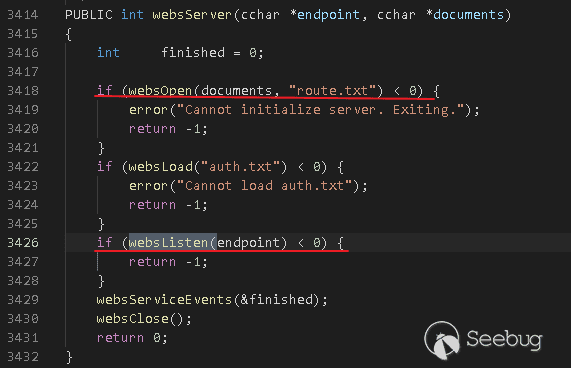 3414 PUBLIC int websServer(cchar *endpoint, cchar *documents)
3415 {
3416     int     finished = 0;
3417
3418     if (websOpen(documents, "route.txt") < 0) {
3419         error("Cannot initialize server. Exiting.");
3420         return -1;
3421     }
3422     if (websLoad("auth.txt") < 0) {
3423         error("Cannot load auth.txt");
3424         return -1;
3425     }
3426     if (websListen(endpoint) < 0) {
3427         return -1;
3428     }
3429     websServiceEvents(&finished);
3430     websClose();
3431     return 0;
3432 }
Seebug